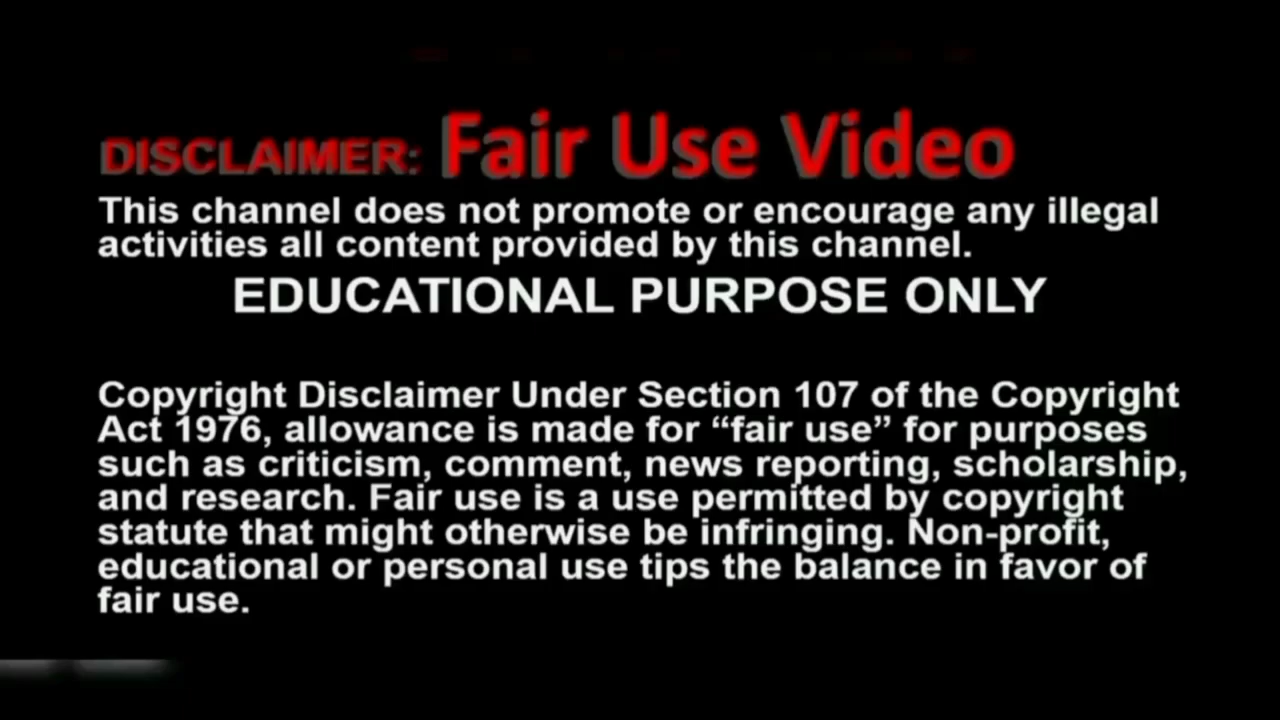 DISCLAIMER: Fair Use Video
This channel does not promote or encourage any illegal
activities all content provided by this channel.
EDUCATIONAL PURPOSE ONLY
Copyright Disclaimer Under Section 107 of the Copyright
Act 1976, allowance is made for “fair use” for purposes
such as criticism, comment, news reporting, scholarship,
and research. Fair use is a use permitted by copyright
statute that might otherwise be infringing. Non-profit,
educational or personal use tips the balance in favor of
fair use.